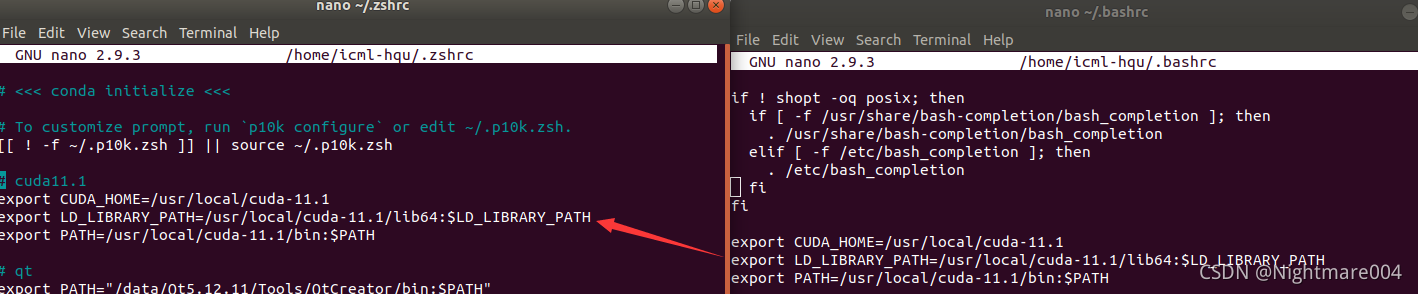 nano ~/.zshrc
File Edit View Search Terminal Help
GNU nano 2.9.3 /home/icml-hqu/.zshrc
# <<< conda initialize <<<
# To customize prompt, run `p10k configure` or edit ~/.p10k.zsh.
[[ ! -f ~/.p10k.zsh ]] || source ~/.p10k.zsh
# cuda11.1
export CUDA_HOME=/usr/local/cuda-11.1
export LD_LIBRARY_PATH=/usr/local/cuda-11.1/lib64:$LD_LIBRARY_PATH
export PATH=/usr/local/cuda-11.1/bin:$PATH
# qt
export PATH="/data/Qt5.12.11/Tools/QtCreator/bin:$PATH"
nano ~/.bashrc
File Edit View Search Terminal Help
GNU nano 2.9.3 /home/icml-hqu/.bashrc
if ! shopt -oq posix; then
if [ -f /usr/share/bash-completion/bash_completion ]; then
. /usr/share/bash-completion/bash_completion
elif [ -f /etc/bash_completion ]; then
. /etc/bash_completion
fi
fi
export CUDA_HOME=/usr/local/cuda-11.1
export LD_LIBRARY_PATH=/usr/local/cuda-11.1/lib64:$LD_LIBRARY_PATH
export PATH=/usr/local/cuda-11.1/bin:$PATH
CSDN @Nightmare004